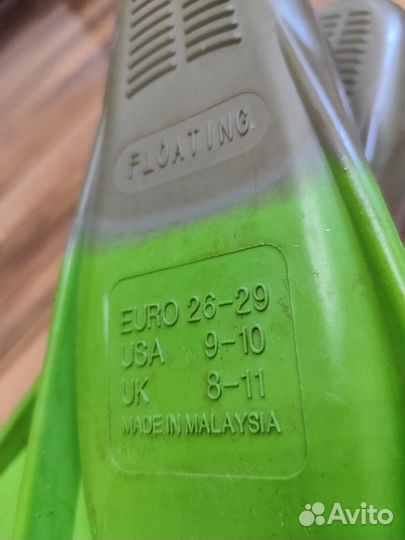 FLOATING
EURO 26-29
USA 9-10
UK 8-11
MADE IN MALAYSIA
Avito